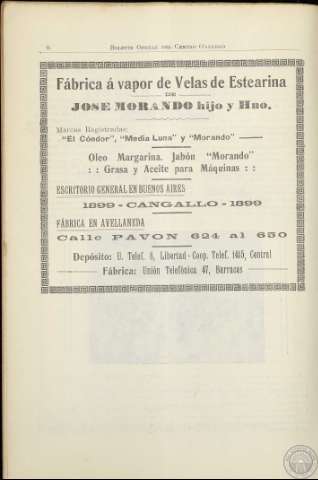 6 Boletin Oficial del Centro Gallego
Fábrica á vapor de Velas de Estearina
DE
JOSE MORANDO hijo y Hno.
Marcas Registradas:
"El Cóndor", "Media Luna" y "Morando"
Oleo Margarina. Jabón "Morando"
: : Grasa y Aceite para Máquinas : :
ESCRITORIO GENERAL EN BUENOS AIRES
1899 - CANGALLO - 1899
FÁBRICA EN AVELLANEDA
Calle PAVON 624 al 650
Depósito: U. Telef. 8, Libertad - Coop. Telef. 1415, Central
Fábrica: Unión Telefónica 47, Barracas